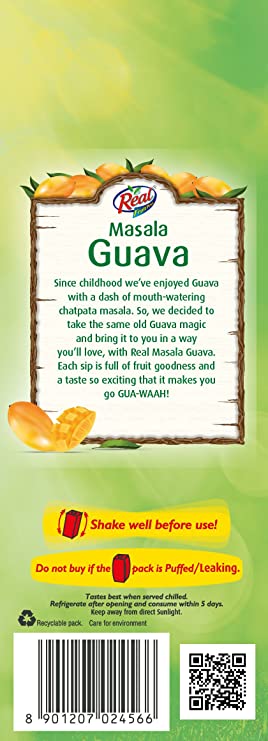 Real
Masala
Guava
Since childhood we've enjoyed Guava
with a dash of mouth-watering
chatpata masala. So, we decided to
take the same old Guava magic
and bring it to you in a way
you'll love, with Real Masala Guava.
Each sip is full of fruit goodness and
a taste so exciting that it makes you
go GUA-WAAH!
Shake well before use!
Do not buy if the pack is Puffed/Leaking.
Tastes best when served chilled.
Refrigerate after opening and consume within 5 days.
Keep away from direct Sunlight.
Recyclable pack. Care for environment
8 901207 024566